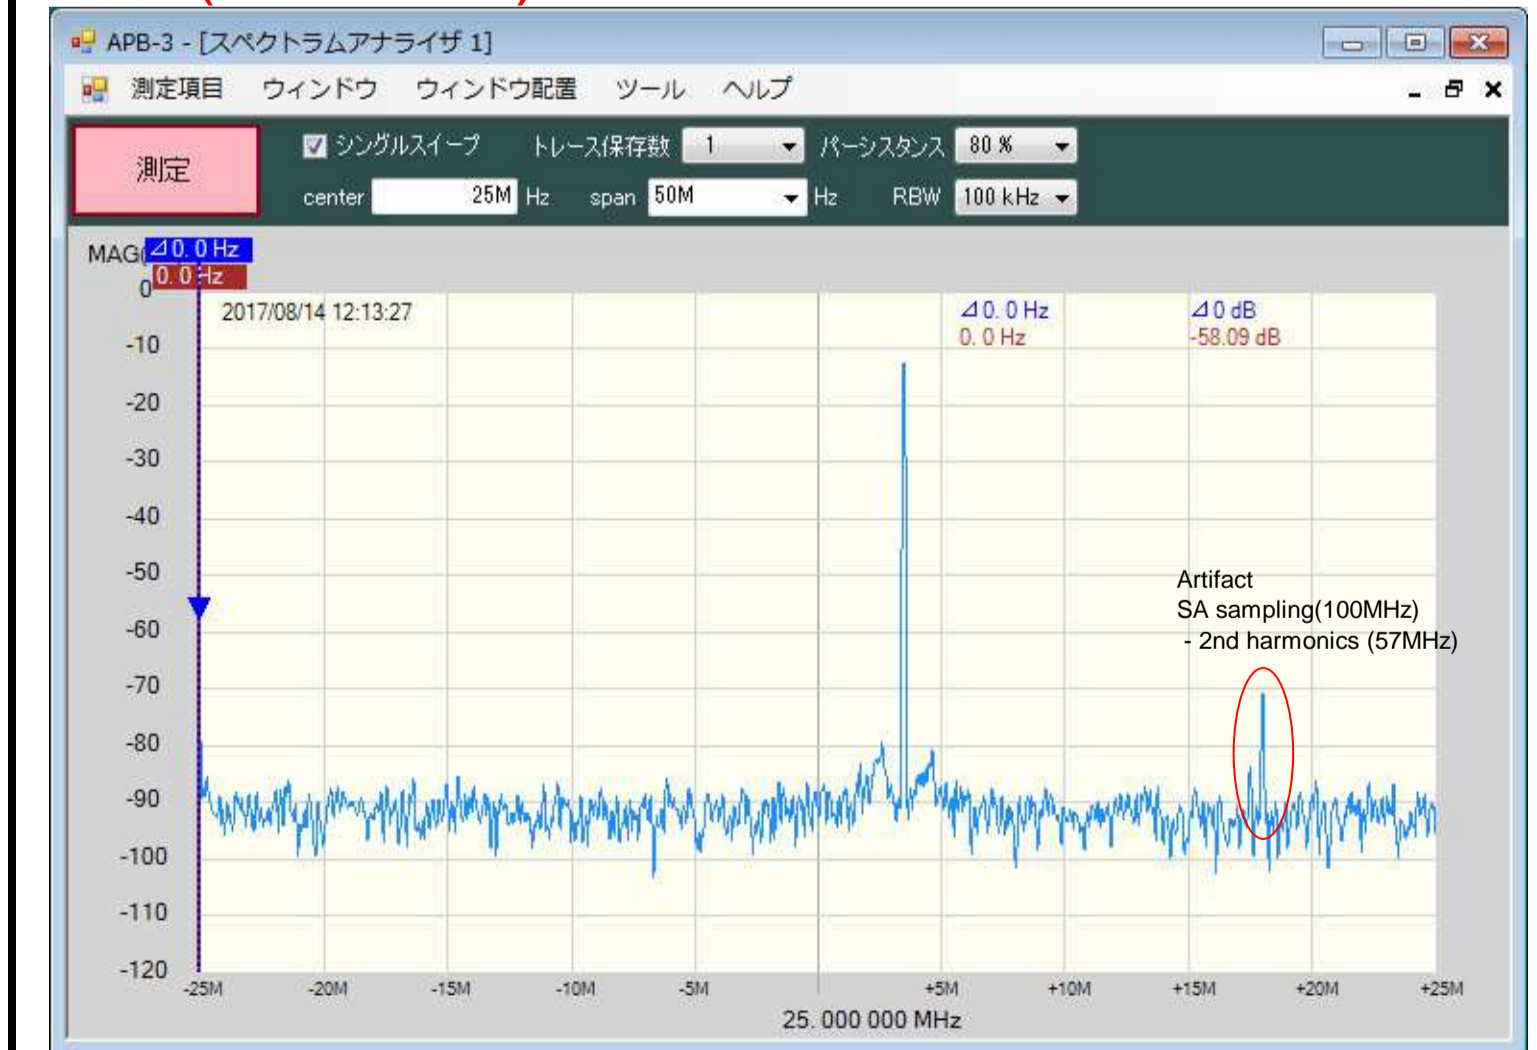 APB-3 - [スペクトラムアナライザ 1]
測定項目 ウィンドウ ウィンドウ配置 ツール ヘルプ
測定
シングルスイープ トレース保存数 1 パーシスタンス 80 %
center 25M Hz span 50M Hz RBW 100 kHz
MAG(
⊿0. 0 Hz
0. 0 Hz
2017/08/14 12:13:27
⊿0. 0 Hz ⊿0 dB
0. 0 Hz -58.09 dB
0
-10
-20
-30
-40
-50
-60
-70
-80
-90
-100
-110
-120
Artifact
SA sampling(100MHz)
- 2nd harmonics (57MHz)
-25M -20M -15M -10M -5M +5M +10M +15M +20M +25M
25. 000 000 MHz